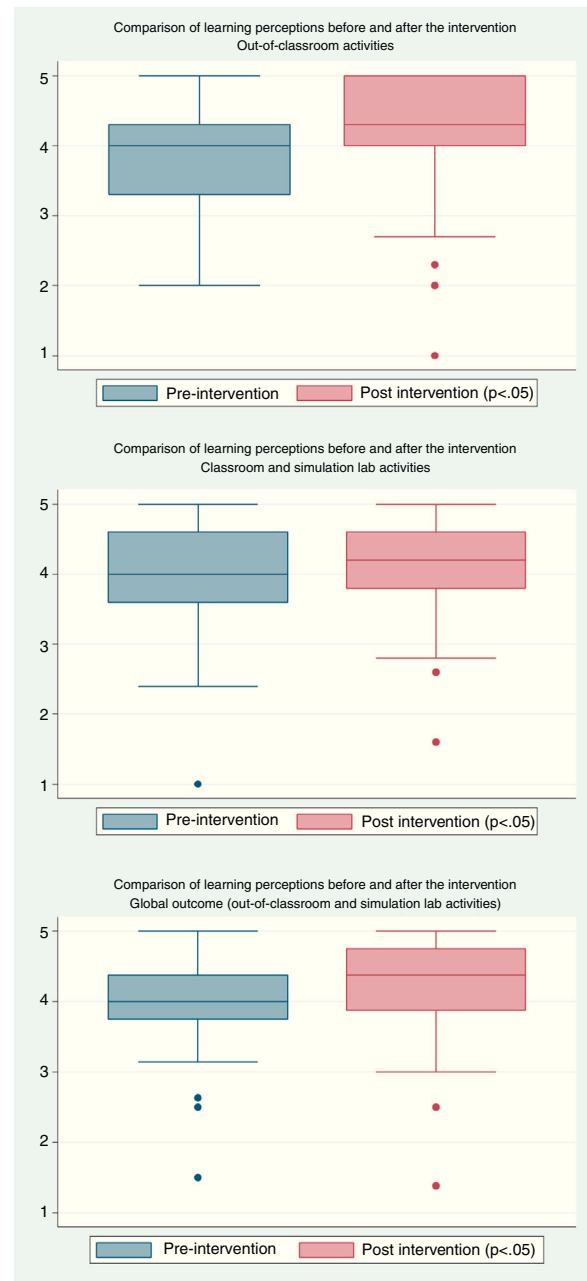 Comparison of learning perceptions before and after the intervention
Out-of-classroom activities
5
4
3
2
1
Pre-intervention Post intervention (p<.05)
Comparison of learning perceptions before and after the intervention
Classroom and simulation lab activities
5
4
3
2
1
Pre-intervention Post intervention (p<.05)
Comparison of learning perceptions before and after the intervention
Global outcome (out-of-classroom and simulation lab activities)
5
4
3
2
1
Pre-intervention Post intervention (p<.05)